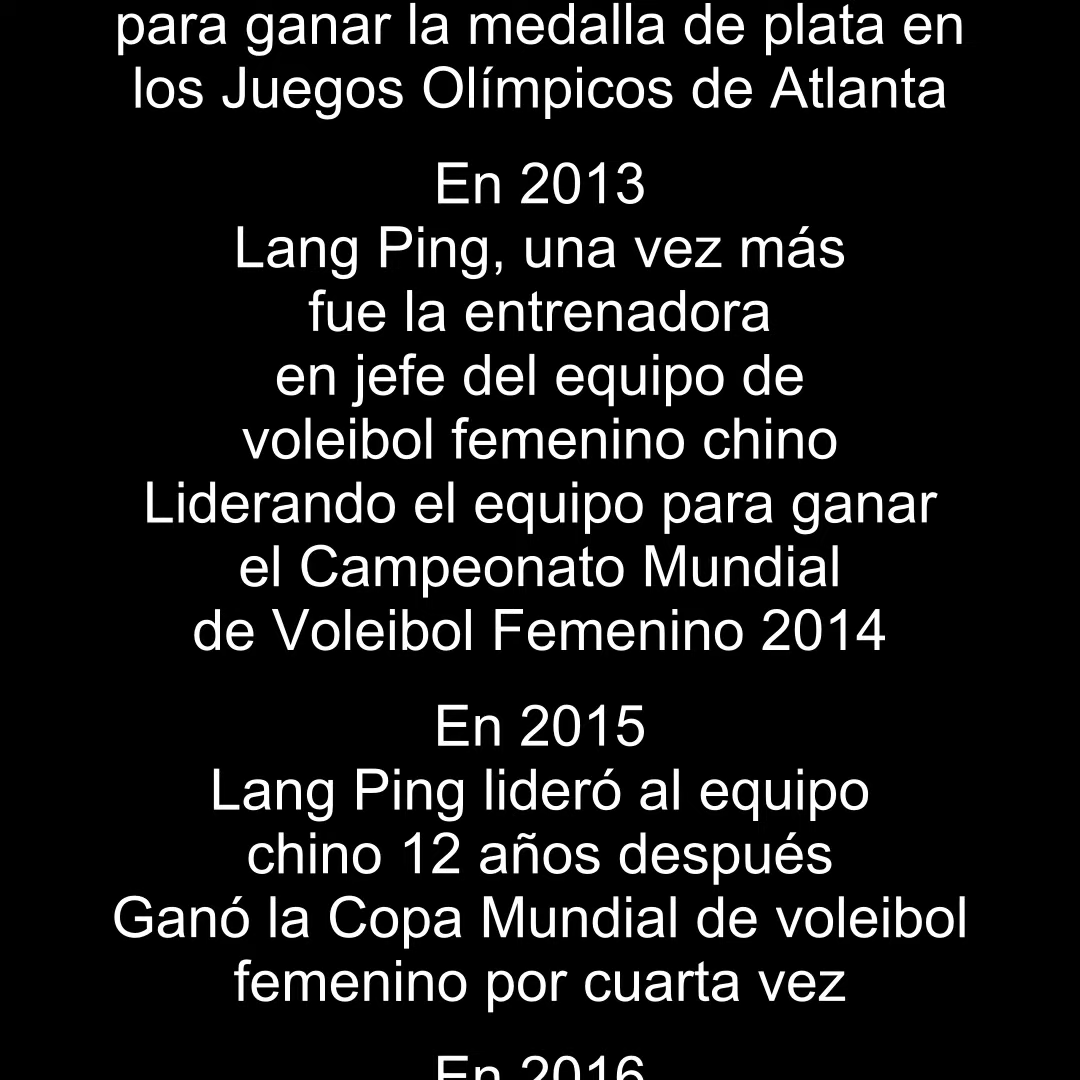 para ganar la medalla de plata en
los Juegos Olímpicos de Atlanta
En 2013
Lang Ping, una vez más
fue la entrenadora
en jefe del equipo de
voleibol femenino chino
Liderando el equipo para ganar
el Campeonato Mundial
de Voleibol Femenino 2014
En 2015
Lang Ping lideró al equipo
chino 12 años después
Ganó la Copa Mundial de voleibol
femenino por cuarta vez
En 2016